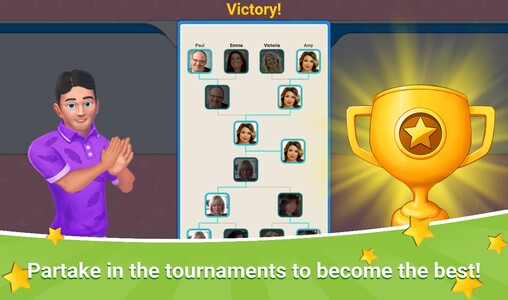 Victory!
Paul Emma Victoria Amy
Partake in the tournaments to become the best!